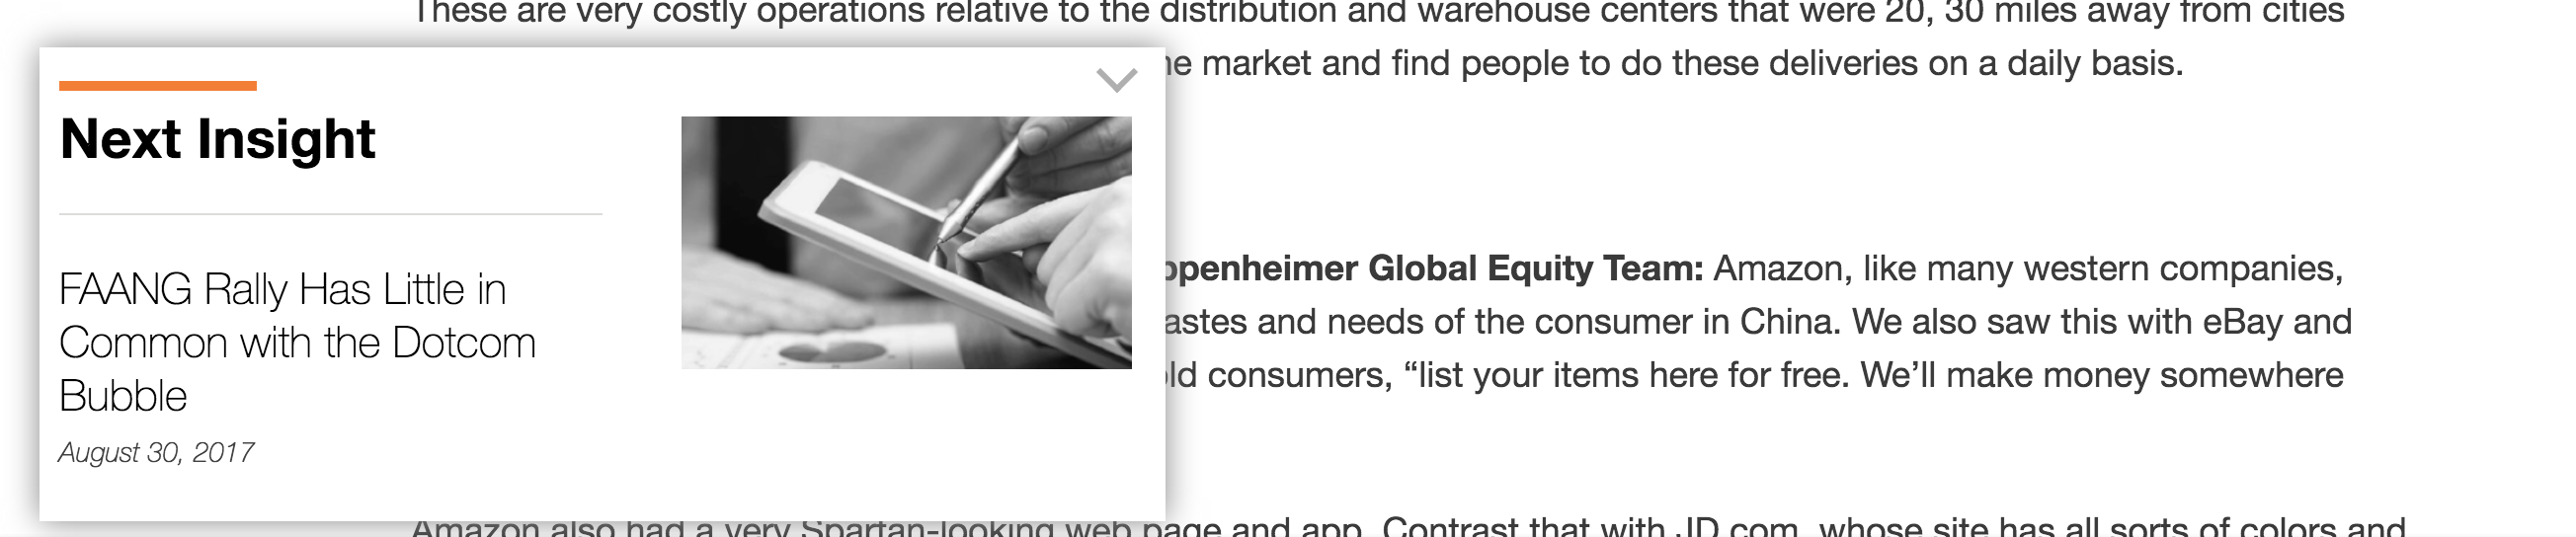 These are very costly operations relative to the distribution and warehouse centers that were 20, 30 miles away from cities
market and find people to do these deliveries on a daily basis.
Next Insight
FAANG Rally Has Little in
Common with the Dotcom
Bubble
August 30, 2017
ppenheimer Global Equity Team: Amazon, like many western companies,
astes and needs of the consumer in China. We also saw this with eBay and
ld consumers, “list your items here for free. We’ll make money somewhere
Amazon also had a very Spartan-looking web page and app. Contrast that with JD.com, whose site has all sorts of colors and